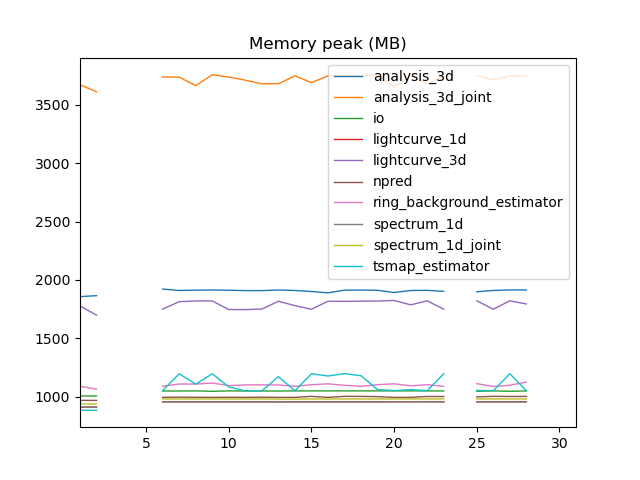 Memory peak (MB)
3500
3000
2500
2000
1500
1000
5
10
15
20
25
30
analysis_3d
analysis_3d_joint
io
lightcurve_1d
lightcurve_3d
npred
ring_background_estimator
spectrum_1d
spectrum_1d_joint
tsmap_estimator